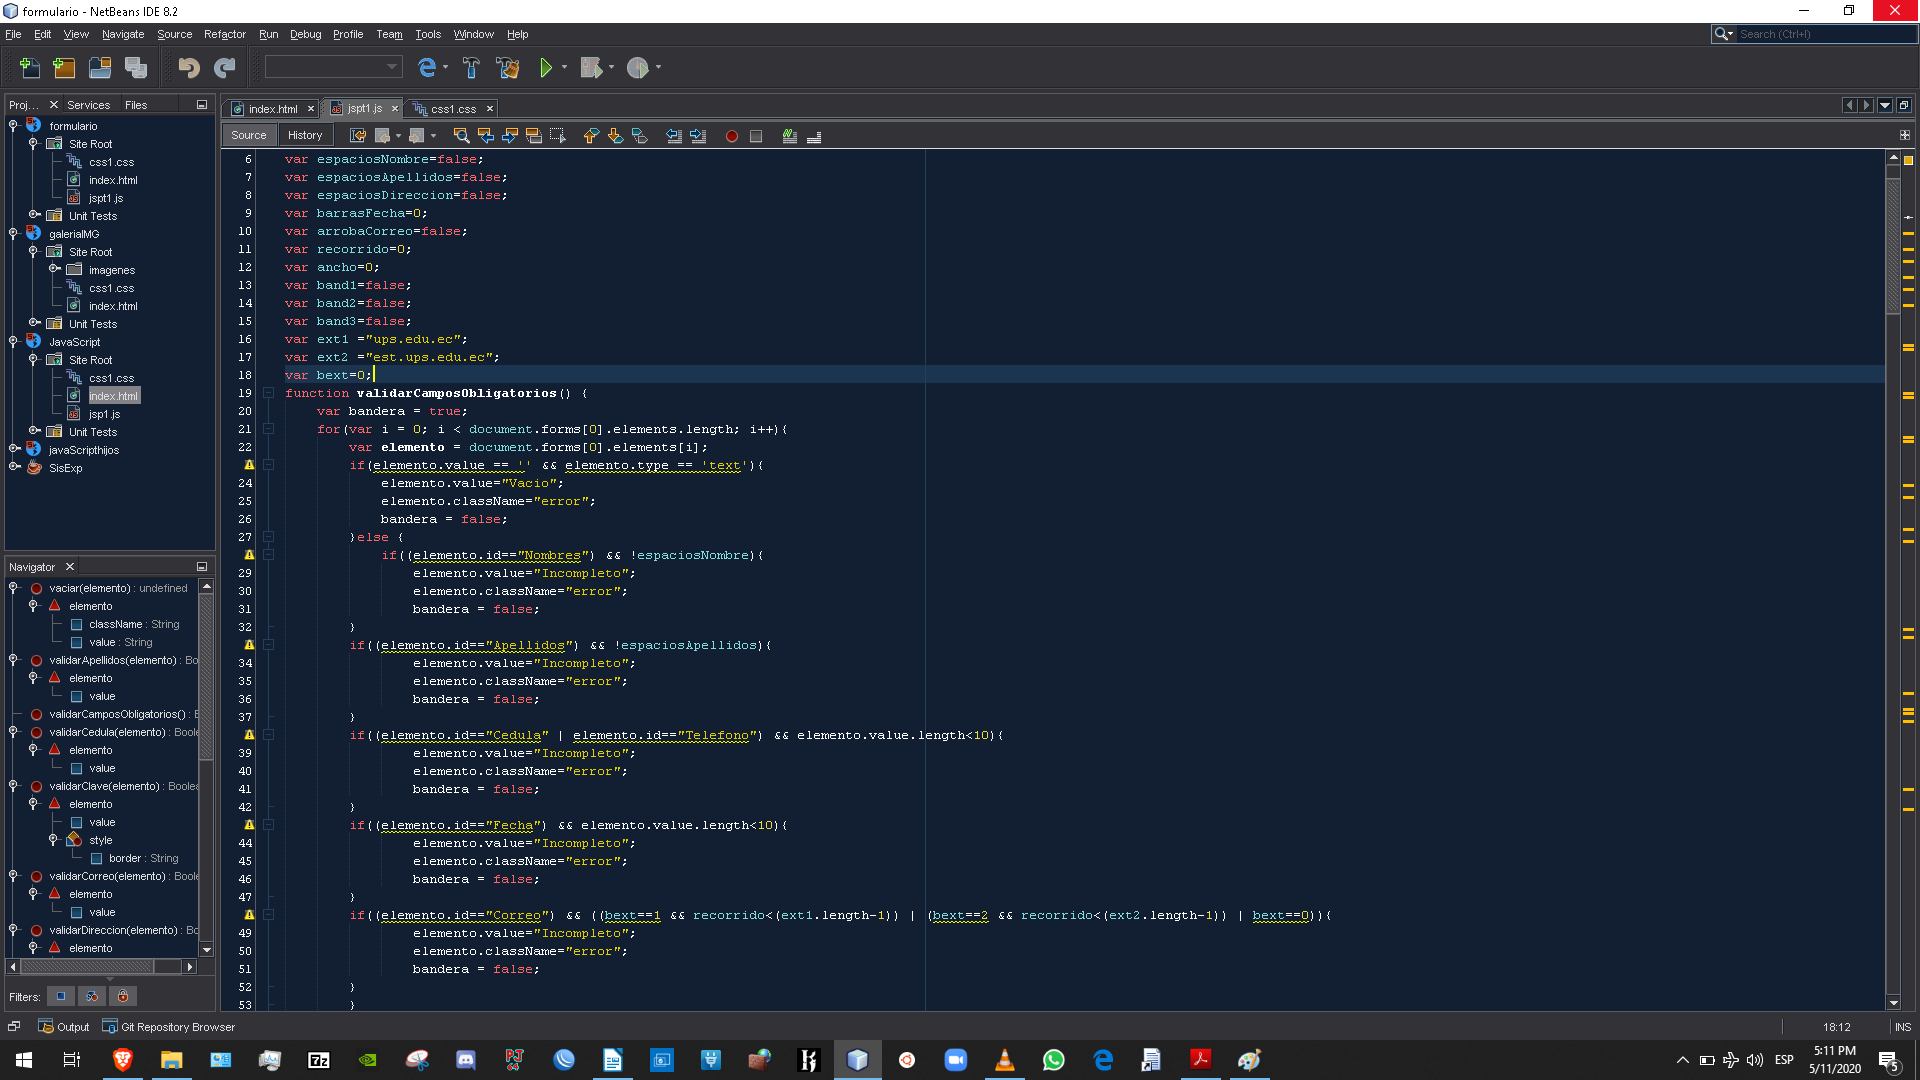 formulario - NetBeans IDE 8.2
File Edit View Navigate Source Refactor Run Debug Profile Team Tools Window Help
Search (Ctrl+I)
Proj... Services Files
formulario
Site Root
css1.css
index.html
jspt1.js
Unit Tests
galeriaIMG
Site Root
imagenes
css1.css
index.html
Unit Tests
JavaScript
Site Root
css1.css
index.html
jsp1.js
Unit Tests
javaScripthijos
SisExp
Navigator
vaciar(elemento) : undefined
elemento
className : String
value : String
validarApellidos(elemento) : Bo
elemento
value
validarCamposObligatorios() : B
validarCedula(elemento) : Boole
elemento
value
validarClave(elemento) : Boolea
elemento
value
style
border : String
validarCorreo(elemento) : Boole
elemento
value
validarDireccion(elemento) : Bo
elemento
Filters:
index.html jspt1.js css1.css
Source History
6 var espaciosNombre=false;
7 var espaciosApellidos=false;
8 var espaciosDireccion=false;
9 var barrasFecha=0;
10 var arrobaCorreo=false;
11 var recorrido=0;
12 var ancho=0;
13 var band1=false;
14 var band2=false;
15 var band3=false;
16 var ext1 ="ups.edu.ec";
17 var ext2 ="est.ups.edu.ec";
18 var bext=0;
19 function validarCamposObligatorios() {
20 var bandera = true;
21 for(var i = 0; i < document.forms[0].elements.length; i++){
22 var elemento = document.forms[0].elements[i];
if(elemento.value == '' && elemento.type == 'text'){
24 elemento.value="Vacio";
25 elemento.className="error";
26 bandera = false;
27 }else {
if((elemento.id=="Nombres") && !espaciosNombre){
29 elemento.value="Incompleto";
30 elemento.className="error";
31 bandera = false;
32 }
if((elemento.id=="Apellidos") && !espaciosApellidos){
34 elemento.value="Incompleto";
35 elemento.className="error";
36 bandera = false;
37 }
if((elemento.id=="Cedula" | elemento.id=="Telefono") && elemento.value.length<10){
39 elemento.value="Incompleto";
40 elemento.className="error";
41 bandera = false;
42 }
if((elemento.id=="Fecha") && elemento.value.length<10){
44 elemento.value="Incompleto";
45 elemento.className="error";
46 bandera = false;
47 }
if((elemento.id=="Correo") && ((bext==1 && recorrido<(ext1.length-1)) | (bext==2 && recorrido<(ext2.length-1)) | bext==0)){
49 elemento.value="Incompleto";
50 elemento.className="error";
51 bandera = false;
52 }
53 }
Output Git Repository Browser
18:12 INS
7z
ESP
5:11 PM
5/11/2020
5